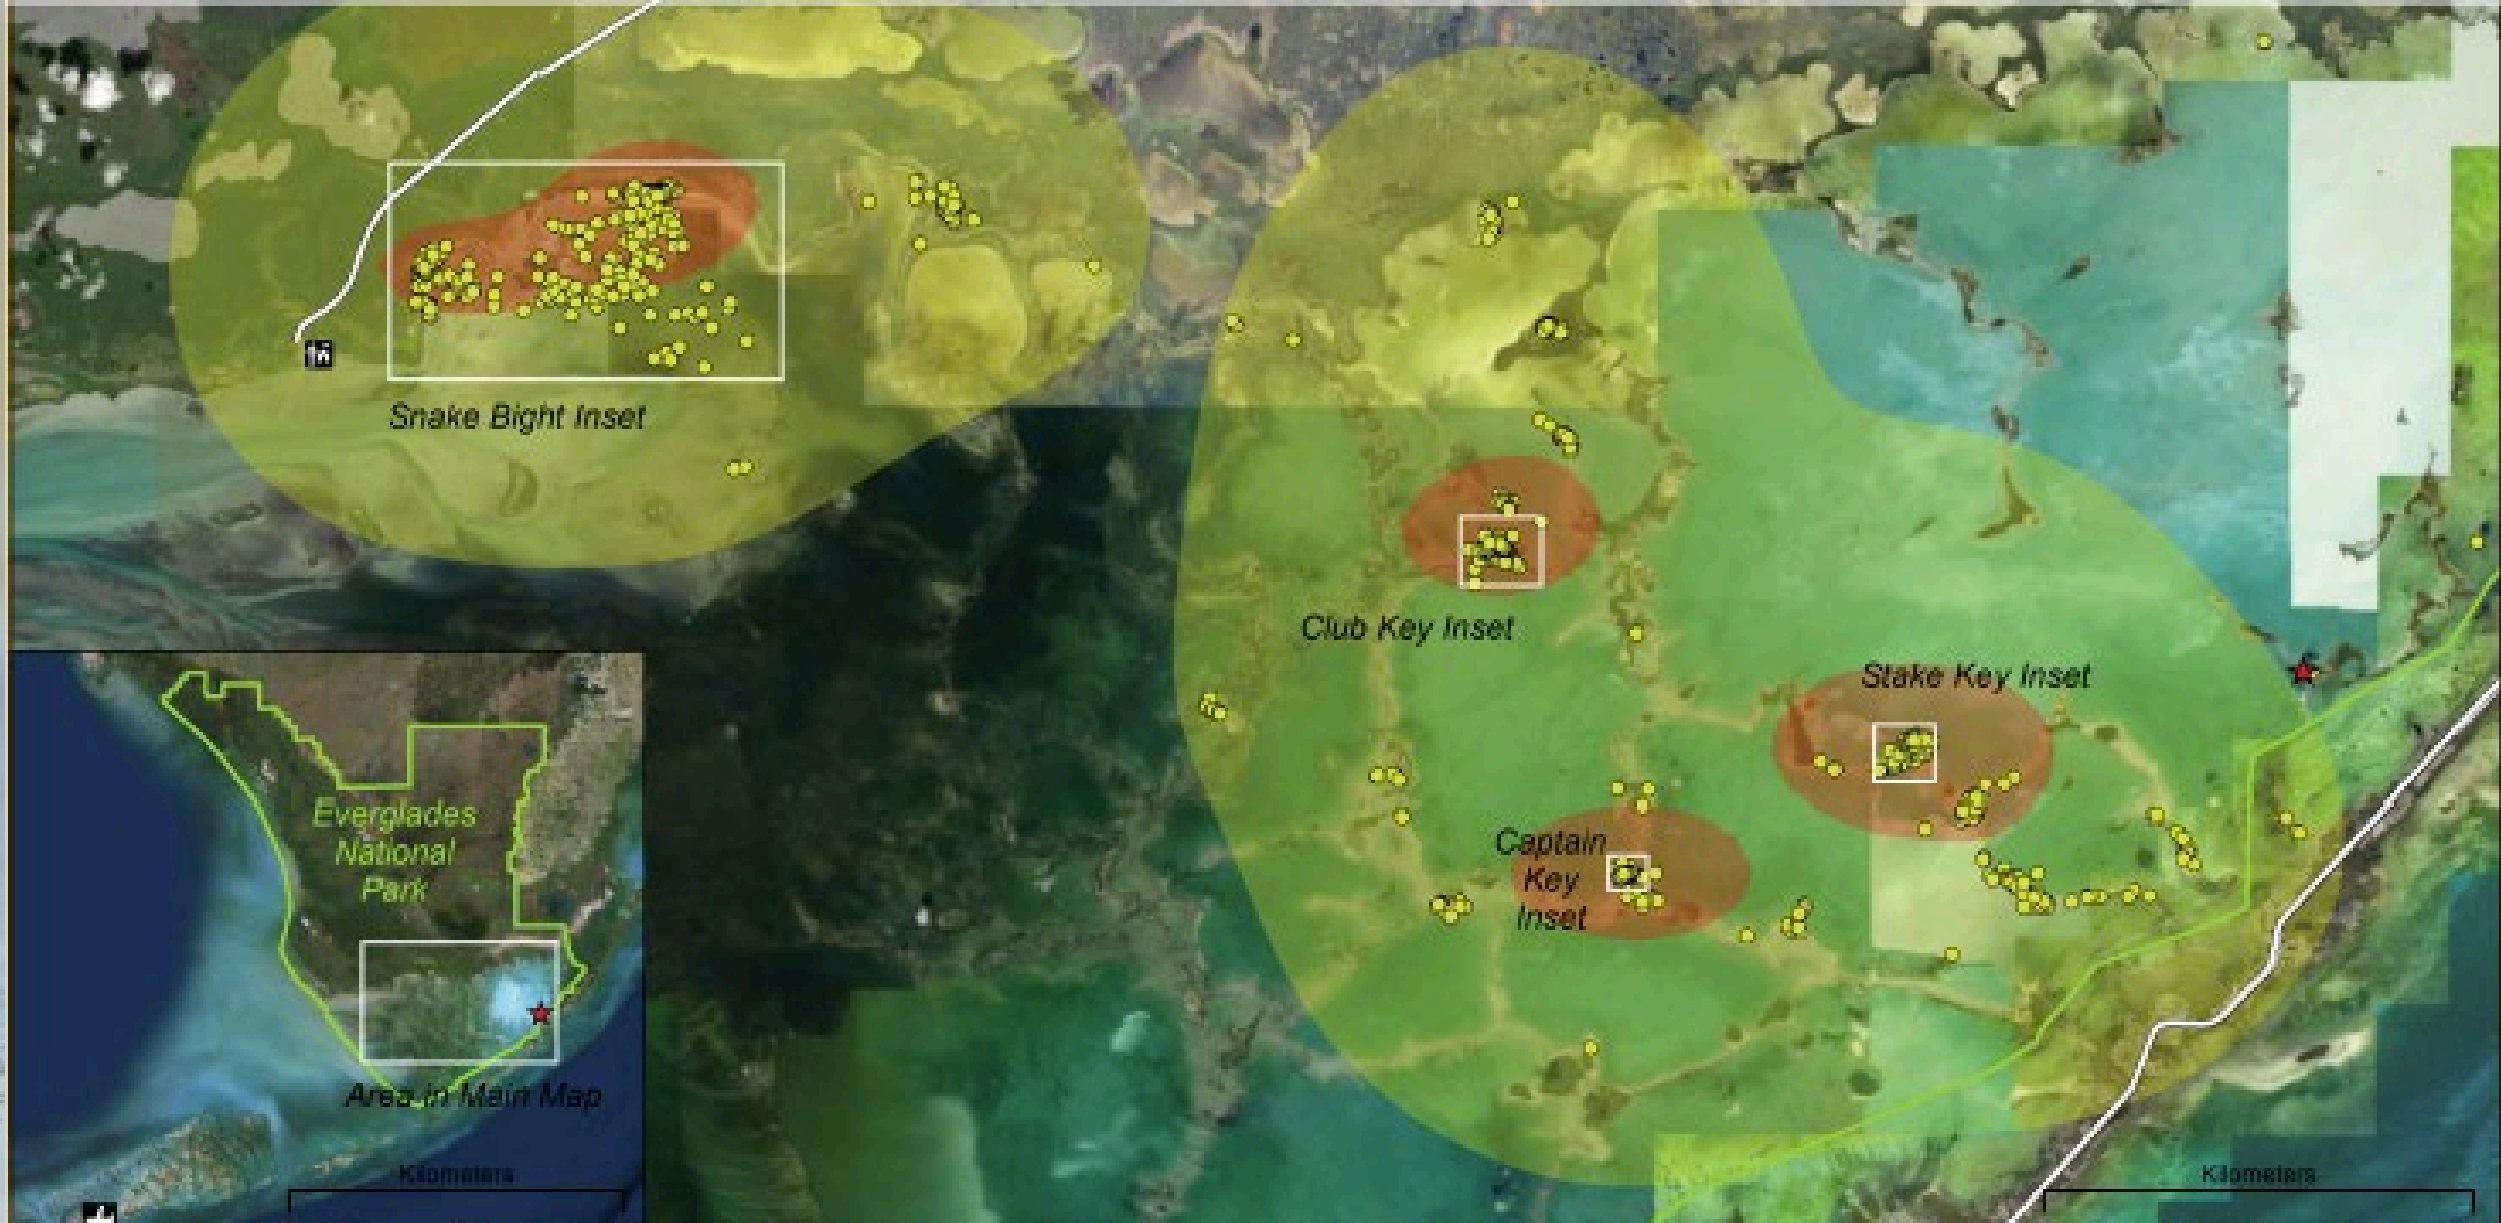 Snake Bight Inset
Club Key Inset
Stake Key Inset
Captain
Key
Inset
Everglades
National
Park
Area in Main Map
Kilometers
Kilometers